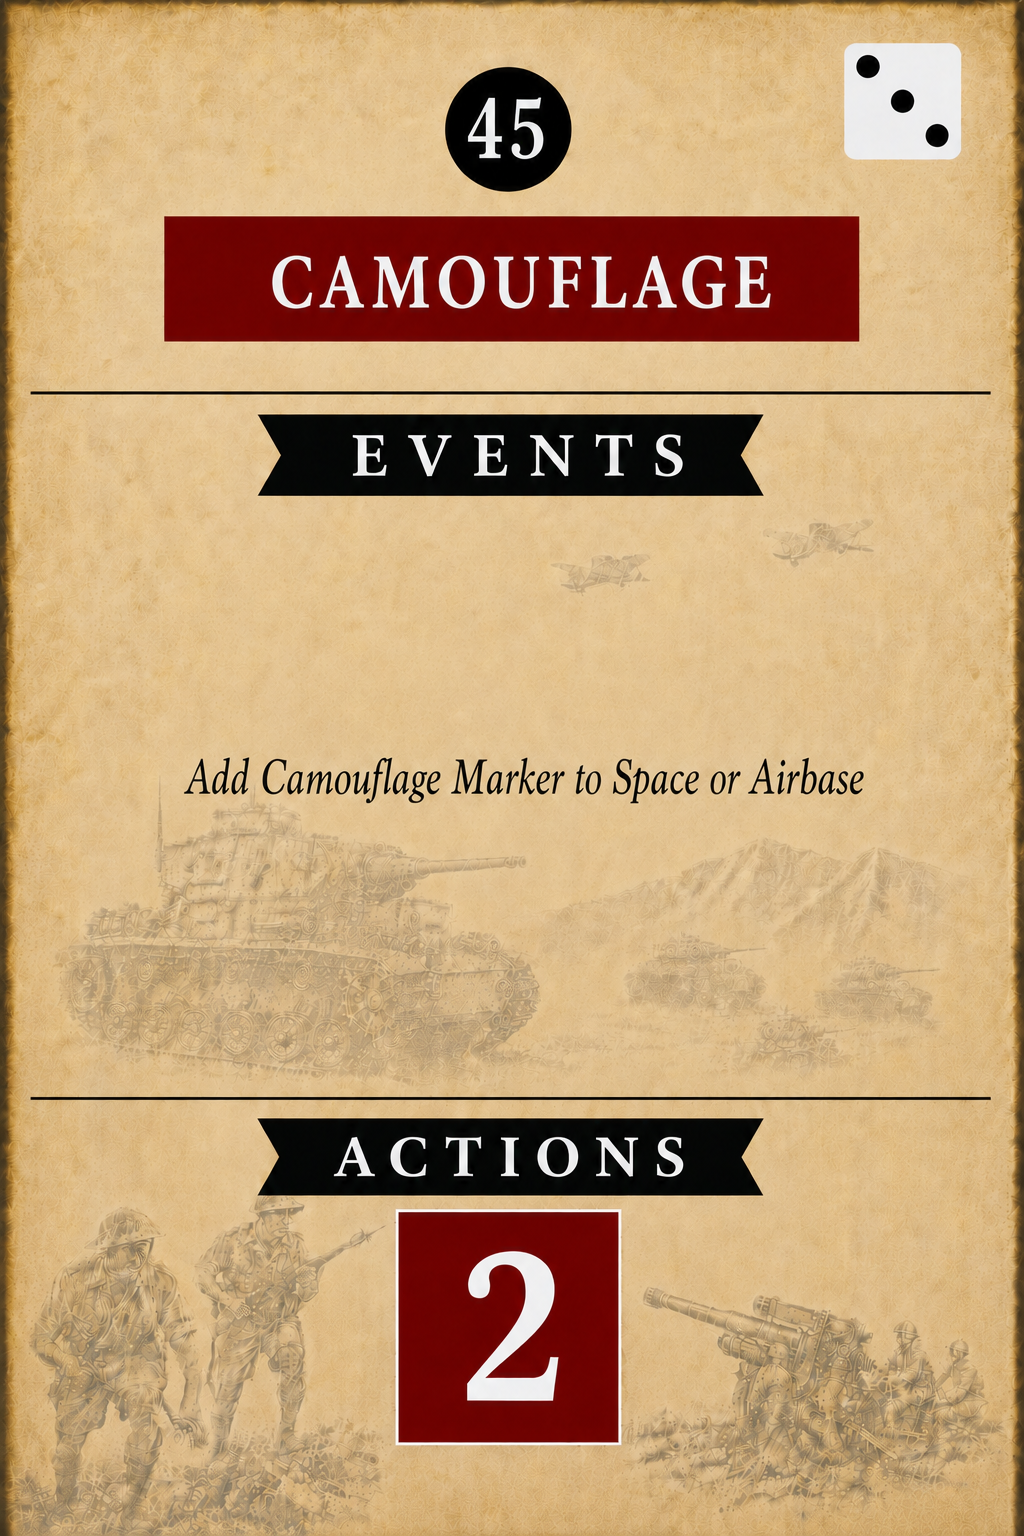 45
CAMOUFLAGE
EVENTS
Add Camouflage Marker to Space or Airbase
ACTIONS
2